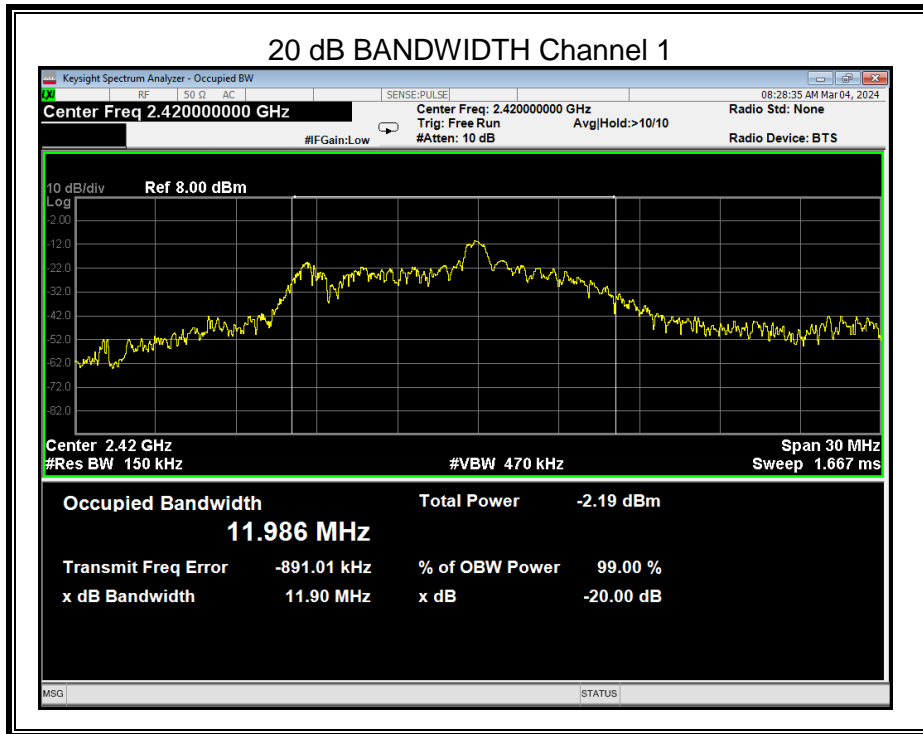 20 dB BANDWIDTH Channel 1
Keysight Spectrum Analyzer - Occupied BW
LXI RF 50 Ω AC SENSE:PULSE 08:28:35 AM Mar 04, 2024
Center Freq 2.420000000 GHz Center Freq: 2.420000000 GHz Radio Std: None
Trig: Free Run Avg|Hold:>10/10
#IFGain:Low #Atten: 10 dB Radio Device: BTS
10 dB/div Ref 8.00 dBm
Log
-2.00
-12.0
-22.0
-32.0
-42.0
-52.0
-62.0
-72.0
-82.0
Center 2.42 GHz Span 30 MHz
#Res BW 150 kHz #VBW 470 kHz Sweep 1.667 ms
Occupied Bandwidth Total Power -2.19 dBm
11.986 MHz
Transmit Freq Error -891.01 kHz % of OBW Power 99.00 %
x dB Bandwidth 11.90 MHz x dB -20.00 dB
MSG STATUS